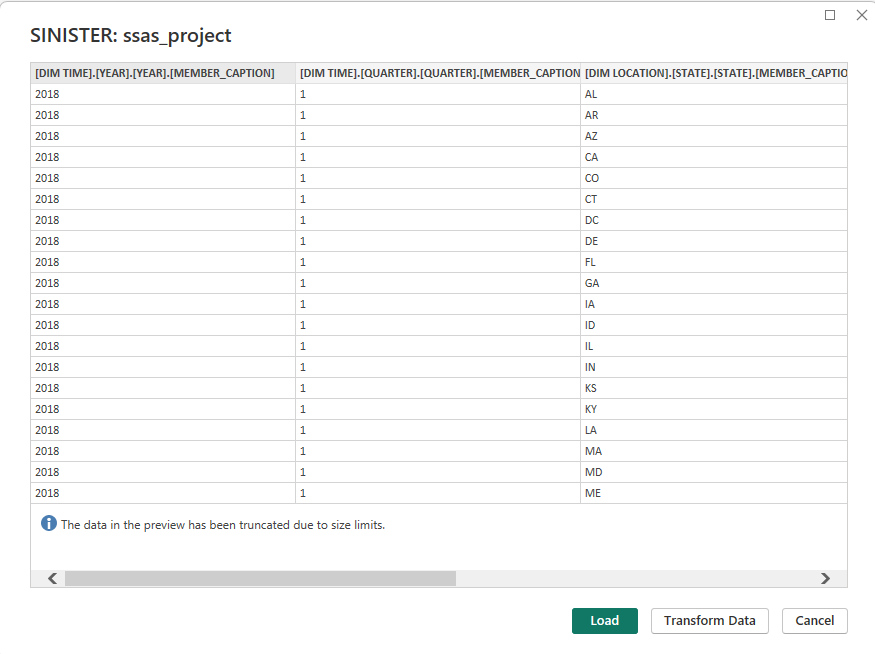 SINISTER: ssas_project
[DIM TIME].[YEAR].[YEAR].[MEMBER_CAPTION] [DIM TIME].[QUARTER].[QUARTER].[MEMBER_CAPTION [DIM LOCATION].[STATE].[STATE].[MEMBER_CAPTIO
2018 1 AL
2018 1 AR
2018 1 AZ
2018 1 CA
2018 1 CO
2018 1 CT
2018 1 DC
2018 1 DE
2018 1 FL
2018 1 GA
2018 1 IA
2018 1 ID
2018 1 IL
2018 1 IN
2018 1 KS
2018 1 KY
2018 1 LA
2018 1 MA
2018 1 MD
2018 1 ME
The data in the preview has been truncated due to size limits.
Load Transform Data Cancel